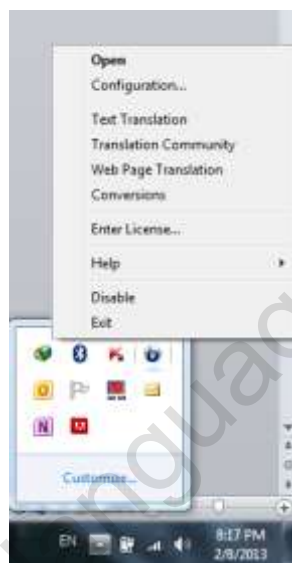 Open
Configuration...
Text Translation
Translation Community
Web Page Translation
Conversions
Enter License...
Help
Disable
Exit
Customize...
EN
8:17 PM
2/8/2013